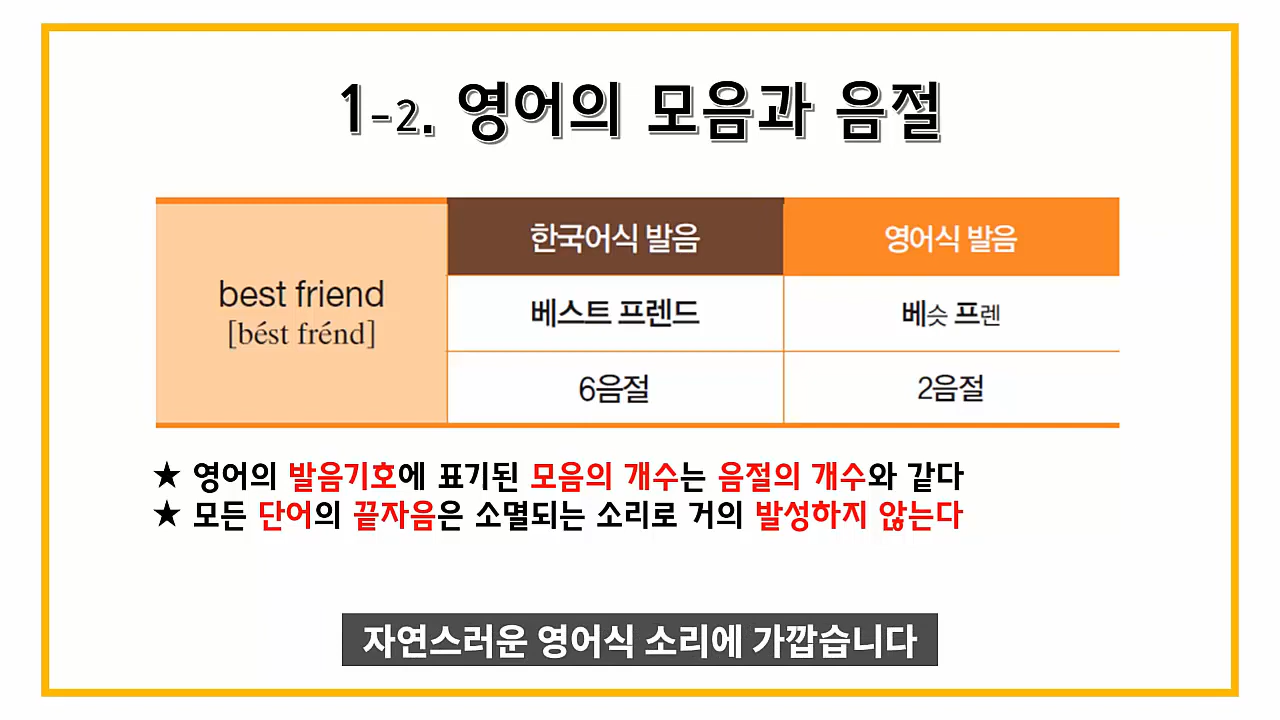 1-2. 영어의 모음과 음절
한국어식 발음
영어식 발음
best friend
[bést frénd]
베스트 프렌드
베슷 프렌
6음절
2음절
★ 영어의 발음기호에 표기된 모음의 개수는 음절의 개수와 같다
★ 모든 단어의 끝자음은 소멸되는 소리로 거의 발성하지 않는다
자연스러운 영어식 소리에 가깝습니다